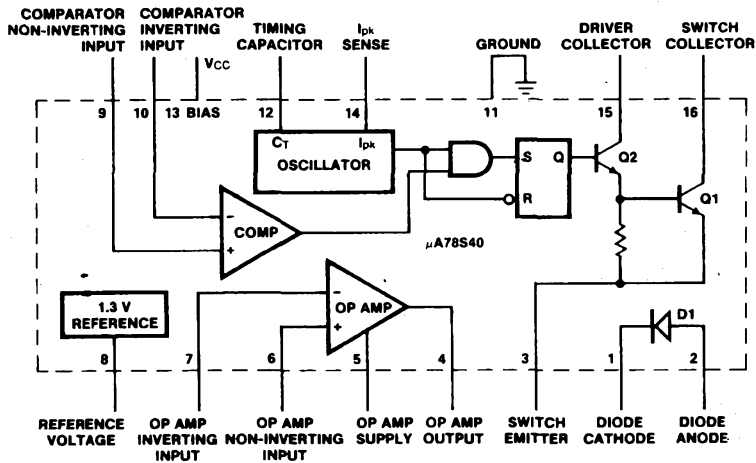 COMPARATOR
NON-INVERTING
INPUT
COMPARATOR
INVERTING
INPUT
VCC
TIMING
CAPACITOR
Ipk
SENSE
GROUND
DRIVER
COLLECTOR
SWITCH
COLLECTOR
9
10
13 BIAS
12
14
11
15
16
CT
Ipk
OSCILLATOR
S
Q
R
Q2
Q1
-
COMP
+
μA78S40
1.3 V
REFERENCE
-
OP AMP
+
D1
8
7
6
5
4
3
1
2
REFERENCE
VOLTAGE
OP AMP
INVERTING
INPUT
OP AMP
NON-INVERTING
INPUT
OP AMP
SUPPLY
OP AMP
OUTPUT
SWITCH
EMITTER
DIODE
CATHODE
DIODE
ANODE